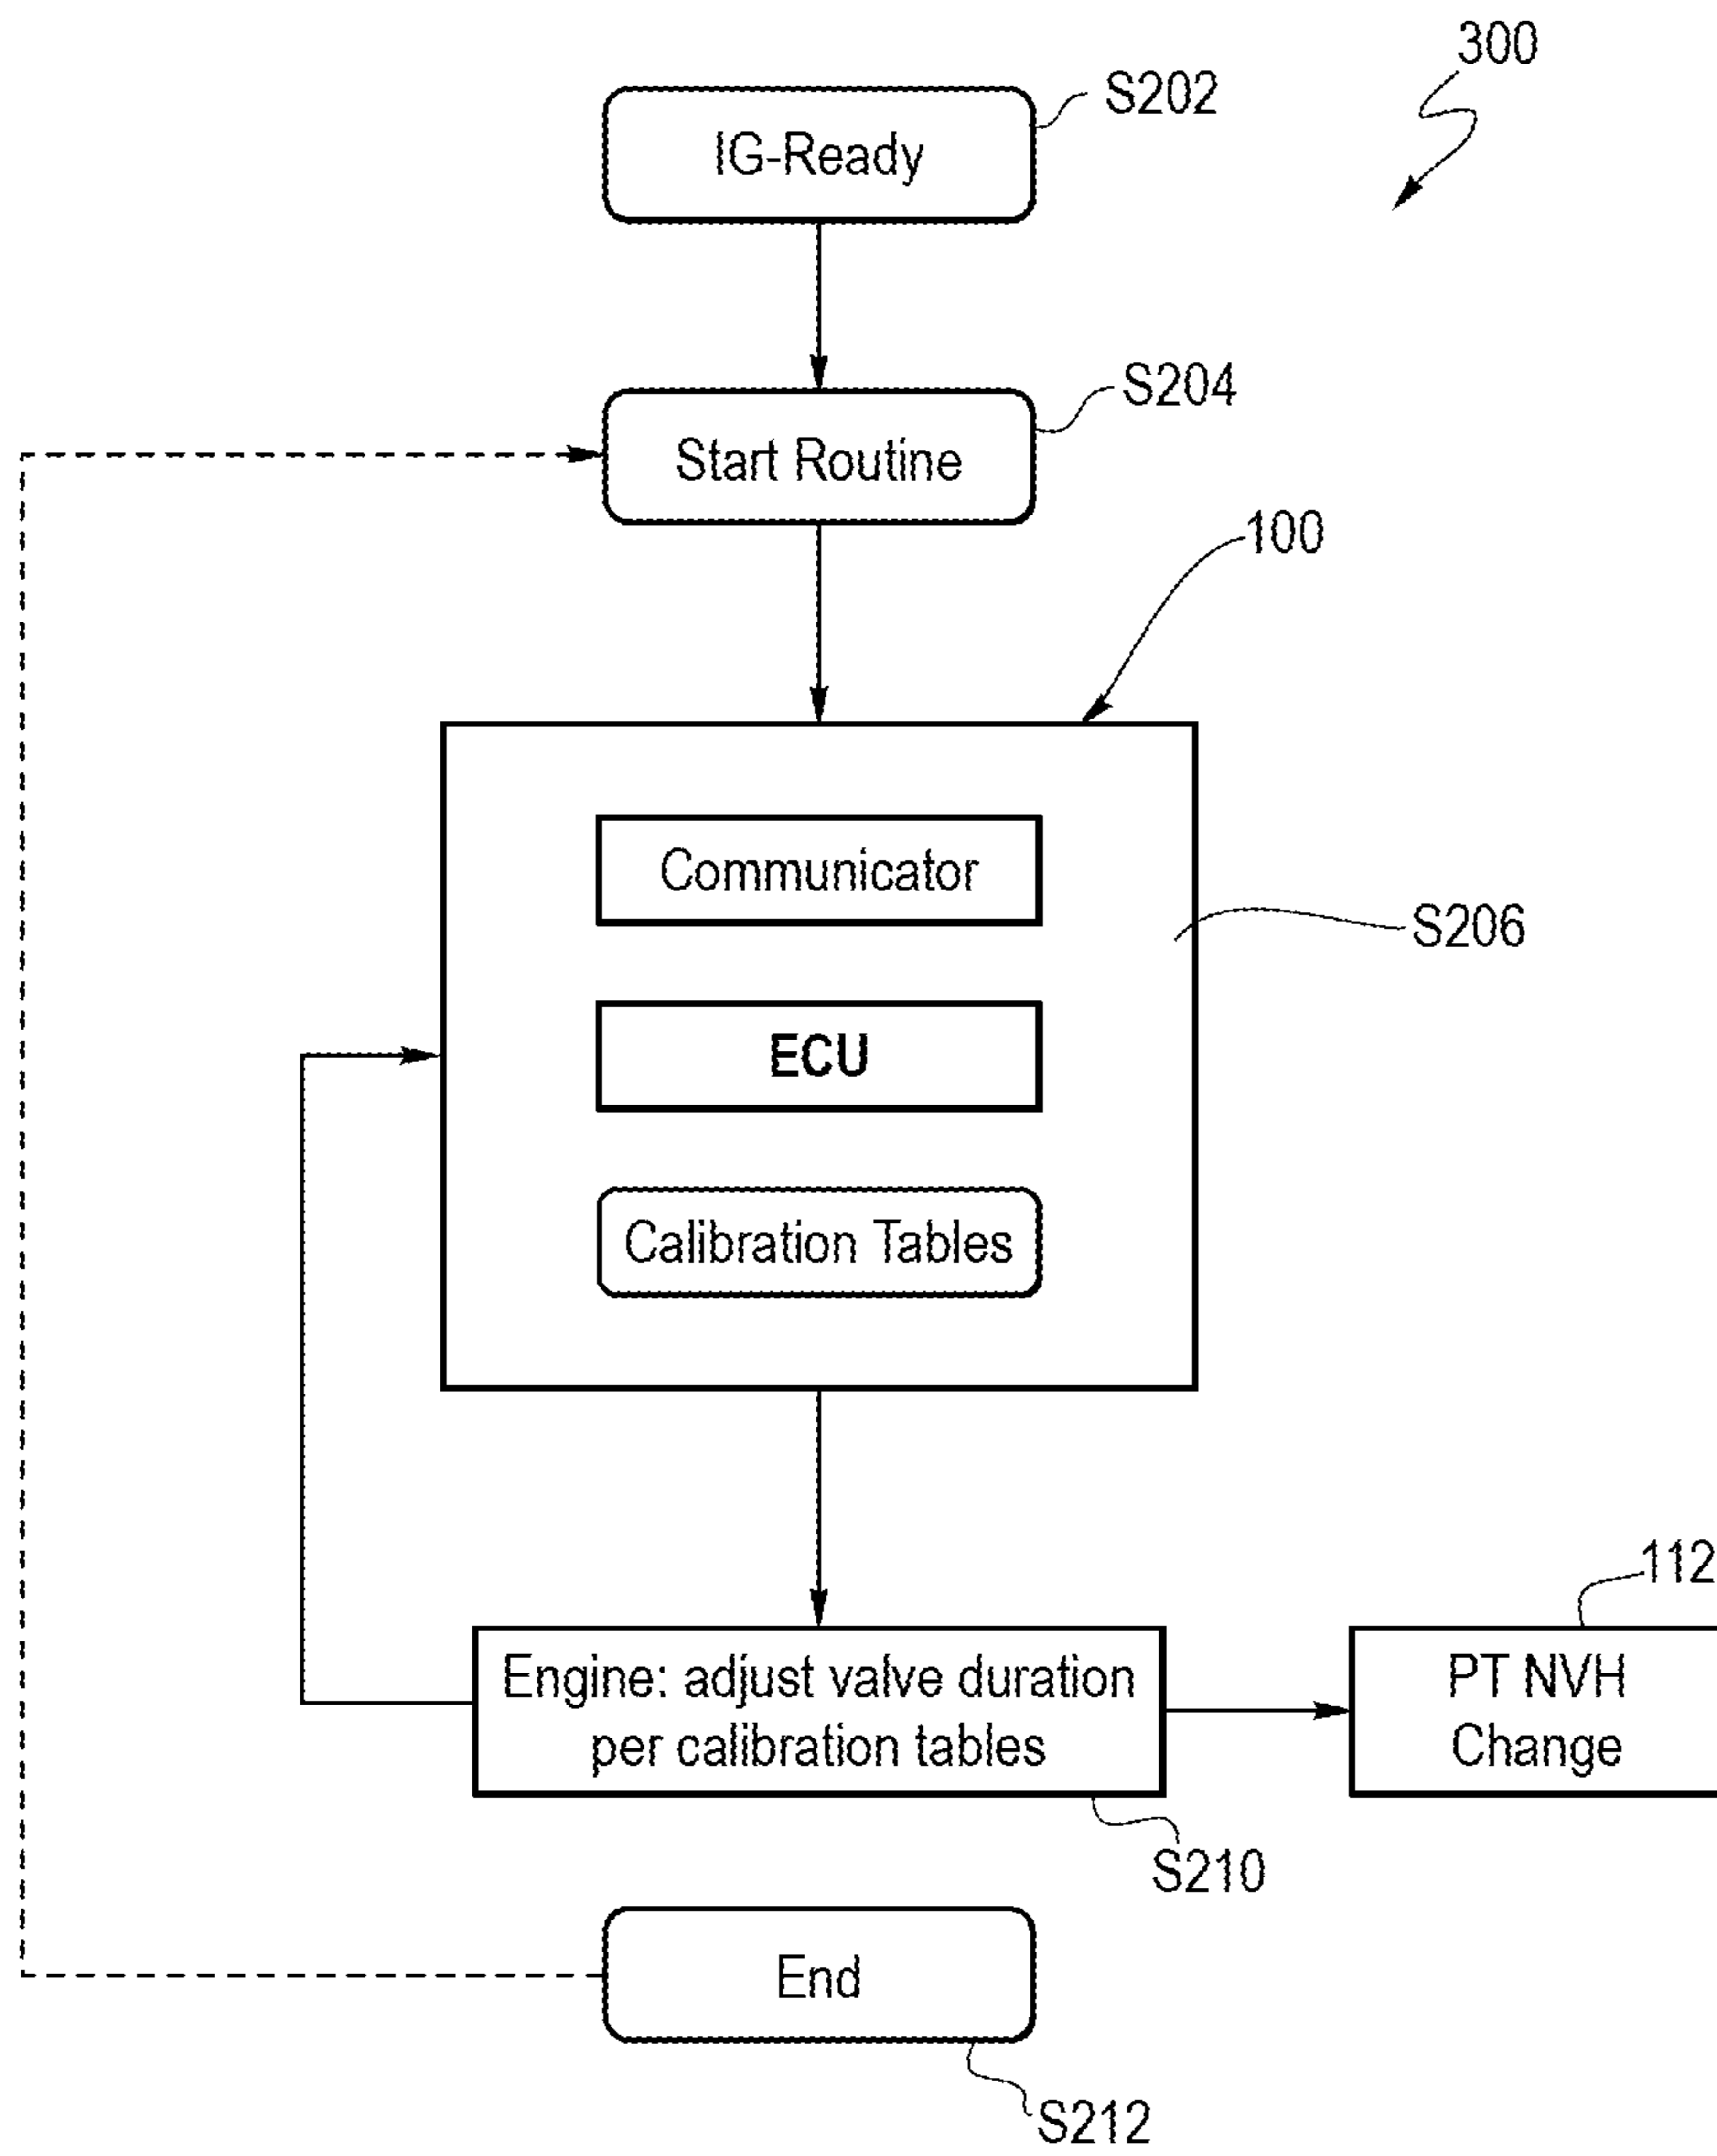 300
S202
IG-Ready
S204
Start Routine
100
Communicator
S206
ECU
Calibration Tables
112
Engine: adjust valve duration
per calibration tables
PT NVH
Change
S210
End
S212